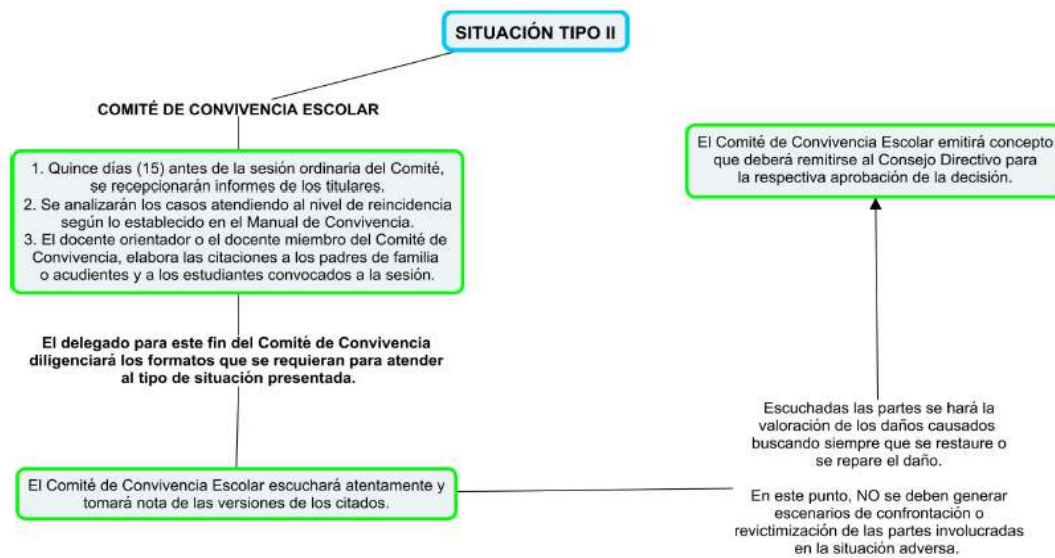 SITUACIÓN TIPO II
COMITÉ DE CONVIVENCIA ESCOLAR
1. Quince días (15) antes de la sesión ordinaria del Comité,
se recepcionarán informes de los titulares.
2. Se analizarán los casos atendiendo al nivel de reincidencia
según lo establecido en el Manual de Convivencia.
3. El docente orientador o el docente miembro del Comité de
Convivencia, elabora las citaciones a los padres de familia
o acudientes y a los estudiantes convocados a la sesión.
El delegado para este fin del Comité de Convivencia
diligenciará los formatos que se requieran para atender
al tipo de situación presentada.
El Comité de Convivencia Escolar escuchará atentamente y
tomará nota de las versiones de los citados.
Escuchadas las partes se hará la
valoración de los daños causados
buscando siempre que se restaure o
se repare el daño.
En este punto, NO se deben generar
escenarios de confrontación o
revictimización de las partes involucradas
en la situación adversa.
El Comité de Convivencia Escolar emitirá concepto
que deberá remitirse al Consejo Directivo para
la respectiva aprobación de la decisión.